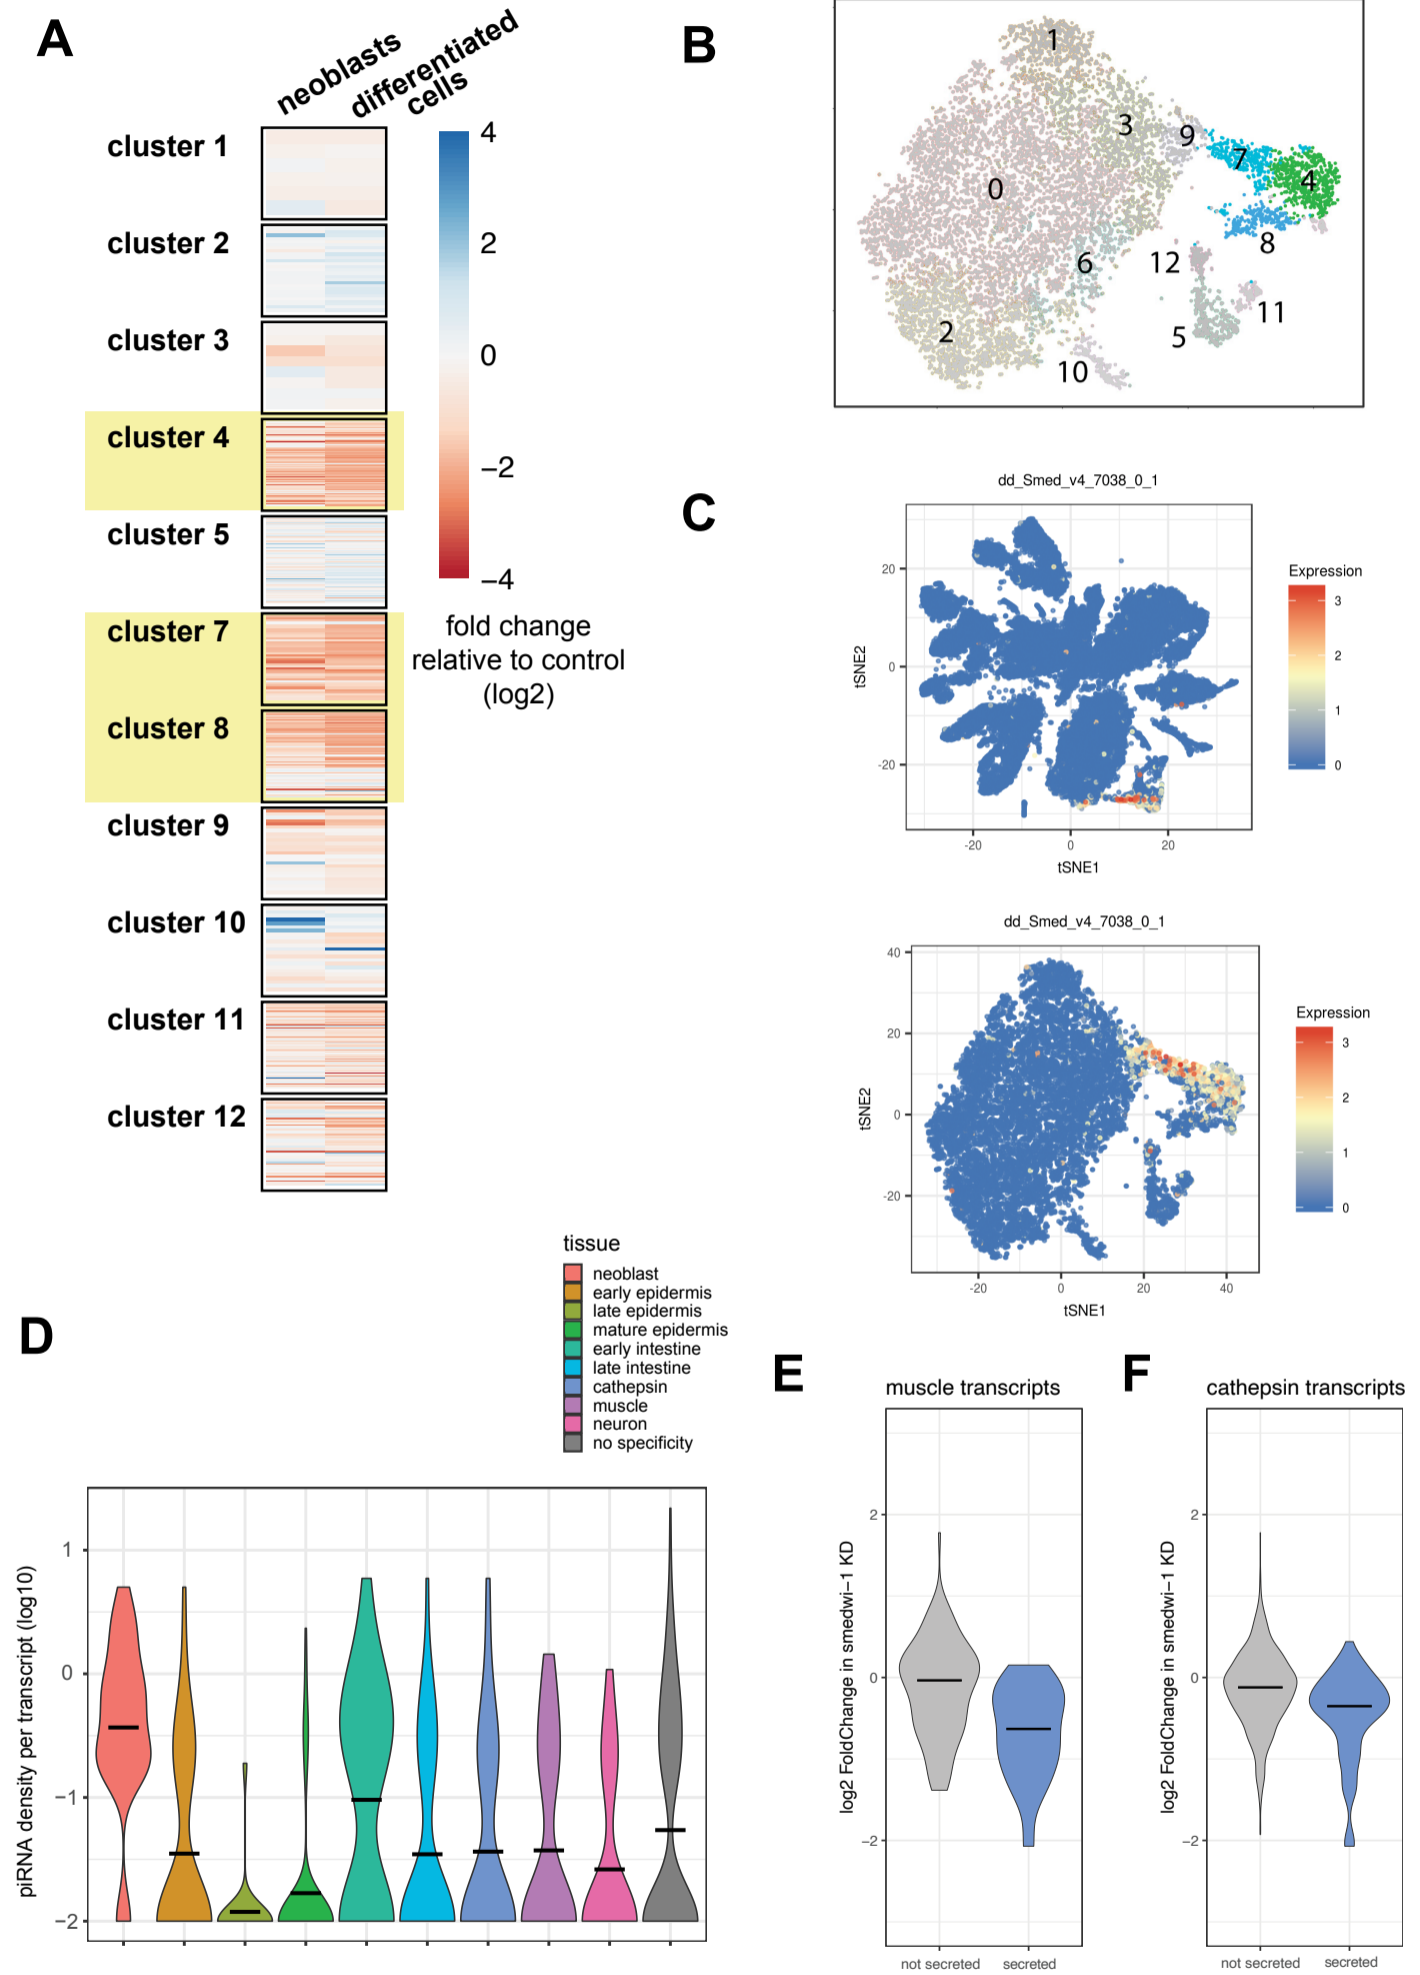 A
neoblasts
differentiated
cells
cluster 1
cluster 2
cluster 3
cluster 4
cluster 5
cluster 7
cluster 8
cluster 9
cluster 10
cluster 11
cluster 12
4
2
0
−2
−4
fold change
relative to control
(log2)
B
1
3
9
7
4
0
8
6
12
11
2
5
10
C
dd_Smed_v4_7038_0_1
20
0
-20
tSNE2
-20
0
20
tSNE1
Expression
3
2
1
0
dd_Smed_v4_7038_0_1
40
20
0
-20
tSNE2
-20
0
20
40
tSNE1
Expression
3
2
1
0
D
tissue
neoblast
early epidermis
late epidermis
mature epidermis
early intestine
late intestine
cathepsin
muscle
neuron
no specificity
piRNA density per transcript (log10)
1
0
−1
−2
E
muscle transcripts
log2 FoldChange in smedwi−1 KD
2
0
−2
not secreted
secreted
F
cathepsin transcripts
log2 FoldChange in smedwi−1 KD
2
0
−2
not secreted
secreted